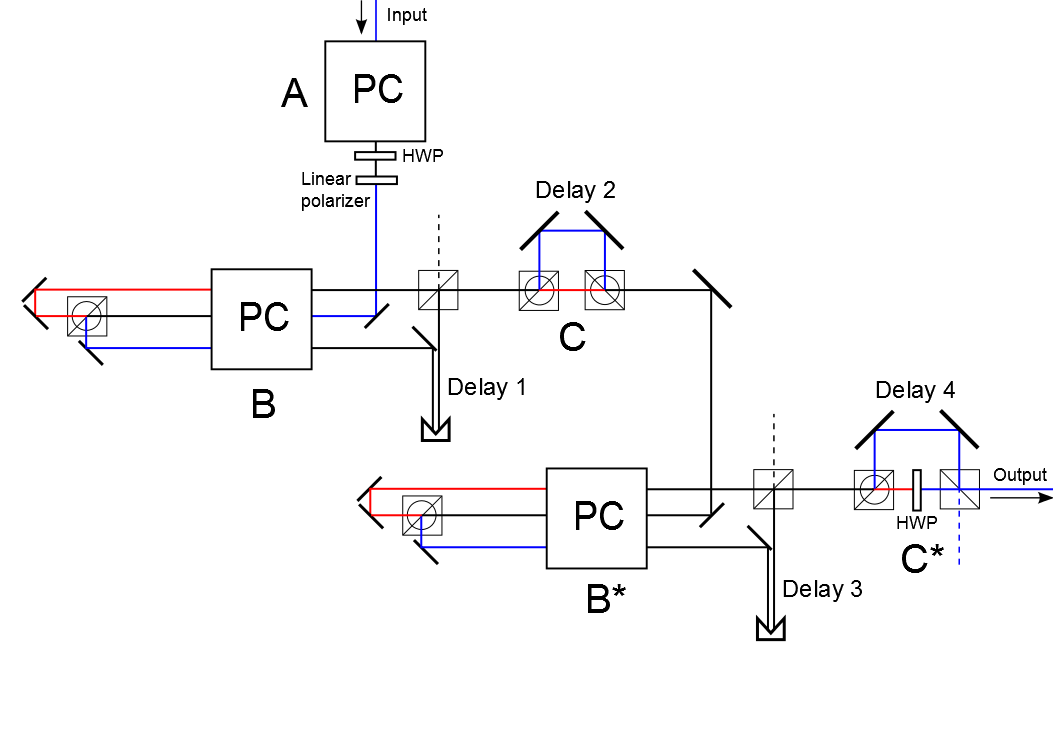 Input
PC
A
HWP
Linear
polarizer
Delay 2
PC
C
B
Delay 1
Delay 4
Output
PC
HWP
C*
B*
Delay 3